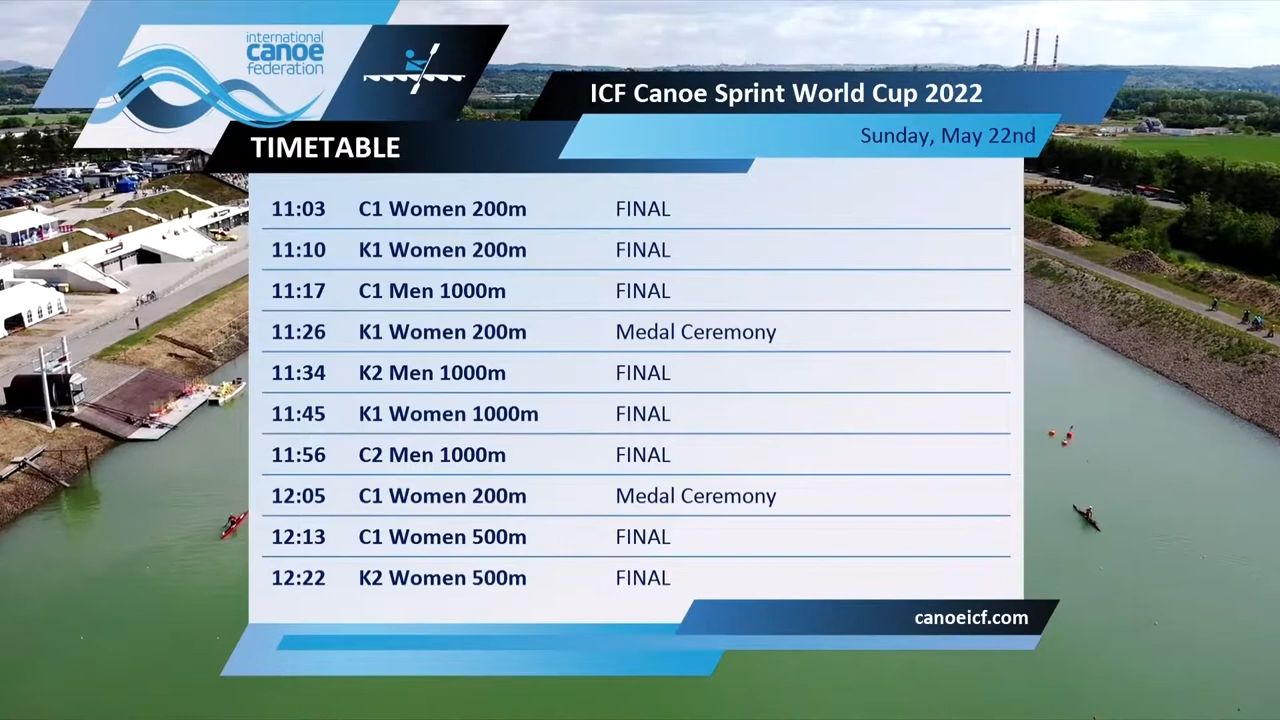 international
canoe
federation
ICF Canoe Sprint World Cup 2022
Sunday, May 22nd
TIMETABLE
11:03 C1 Women 200m FINAL
11:10 K1 Women 200m FINAL
11:17 C1 Men 1000m FINAL
11:26 K1 Women 200m Medal Ceremony
11:34 K2 Men 1000m FINAL
11:45 K1 Women 1000m FINAL
11:56 C2 Men 1000m FINAL
12:05 C1 Women 200m Medal Ceremony
12:13 C1 Women 500m FINAL
12:22 K2 Women 500m FINAL
canoeicf.com